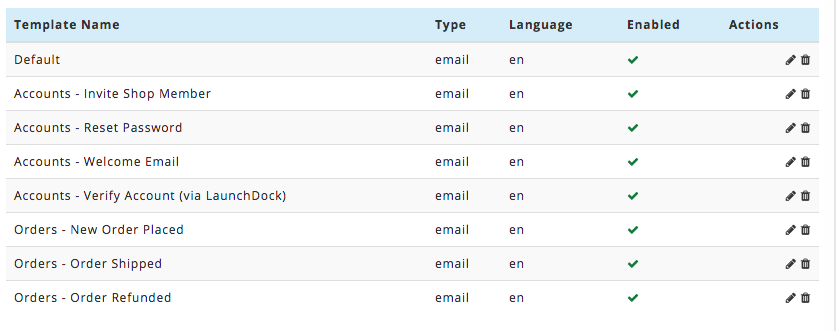 Template Name Type Language Enabled Actions
Default email en
Accounts - Invite Shop Member email en
Accounts - Reset Password email en
Accounts - Welcome Email email en
Accounts - Verify Account (via LaunchDock) email en
Orders - New Order Placed email en
Orders - Order Shipped email en
Orders - Order Refunded email en